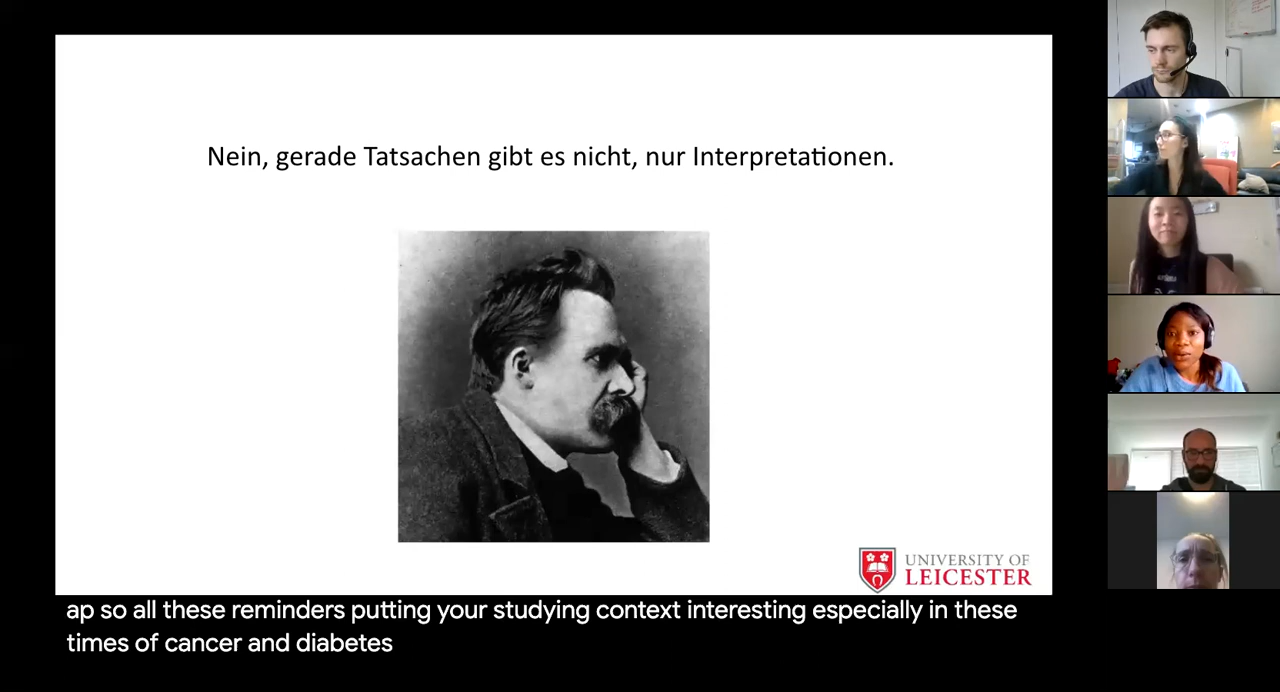 Nein, gerade Tatsachen gibt es nicht, nur Interpretationen.
UNIVERSITY OF
LEICESTER
ap so all these reminders putting your studying context interesting especially in these
times of cancer and diabetes